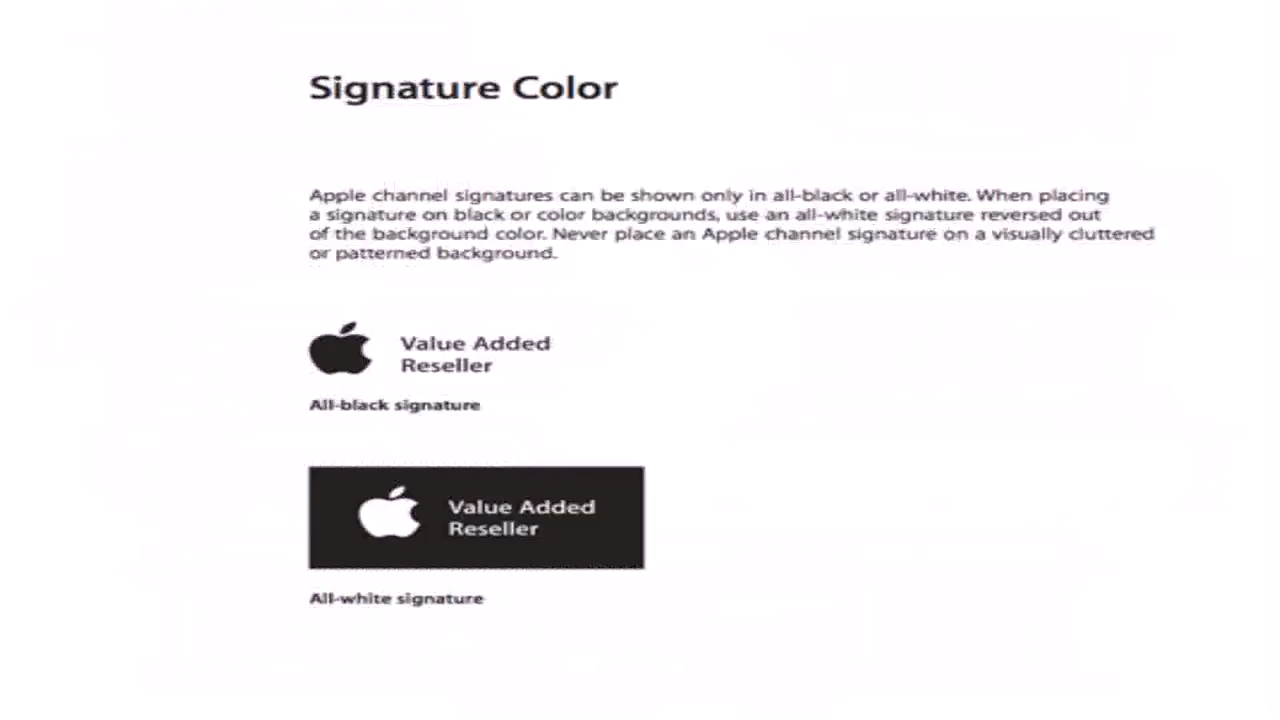 Signature Color
Apple channel signatures can be shown only in all-black or all-white. When placing
a signature on black or color backgrounds, use an all-white signature reversed out
of the background color. Never place an Apple channel signature on a visually cluttered
or patterned background.
Value Added
Reseller
All-black signature
Value Added
Reseller
All-white signature